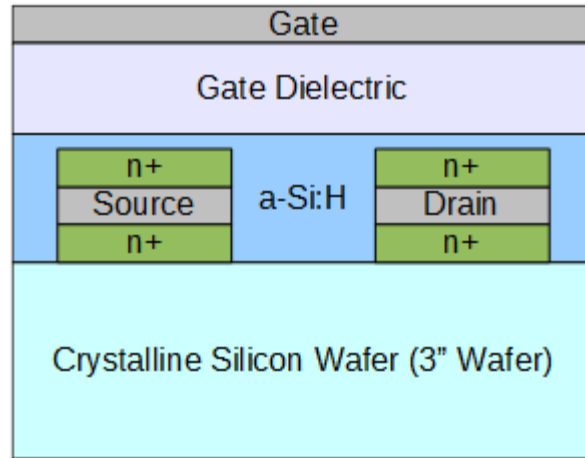 Gate
Gate Dielectric
n+
n+
Source
a-Si:H
Drain
n+
n+
Crystalline Silicon Wafer (3” Wafer)